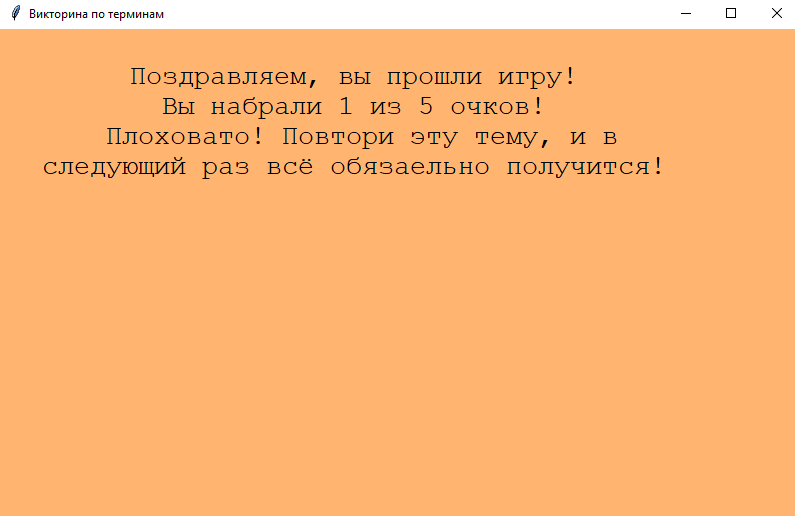 Викторина по терминам
Поздравляем, вы прошли игру!
Вы набрали 1 из 5 очков!
Плоховато! Повтори эту тему, и в
следующий раз всё обязаельно получится!